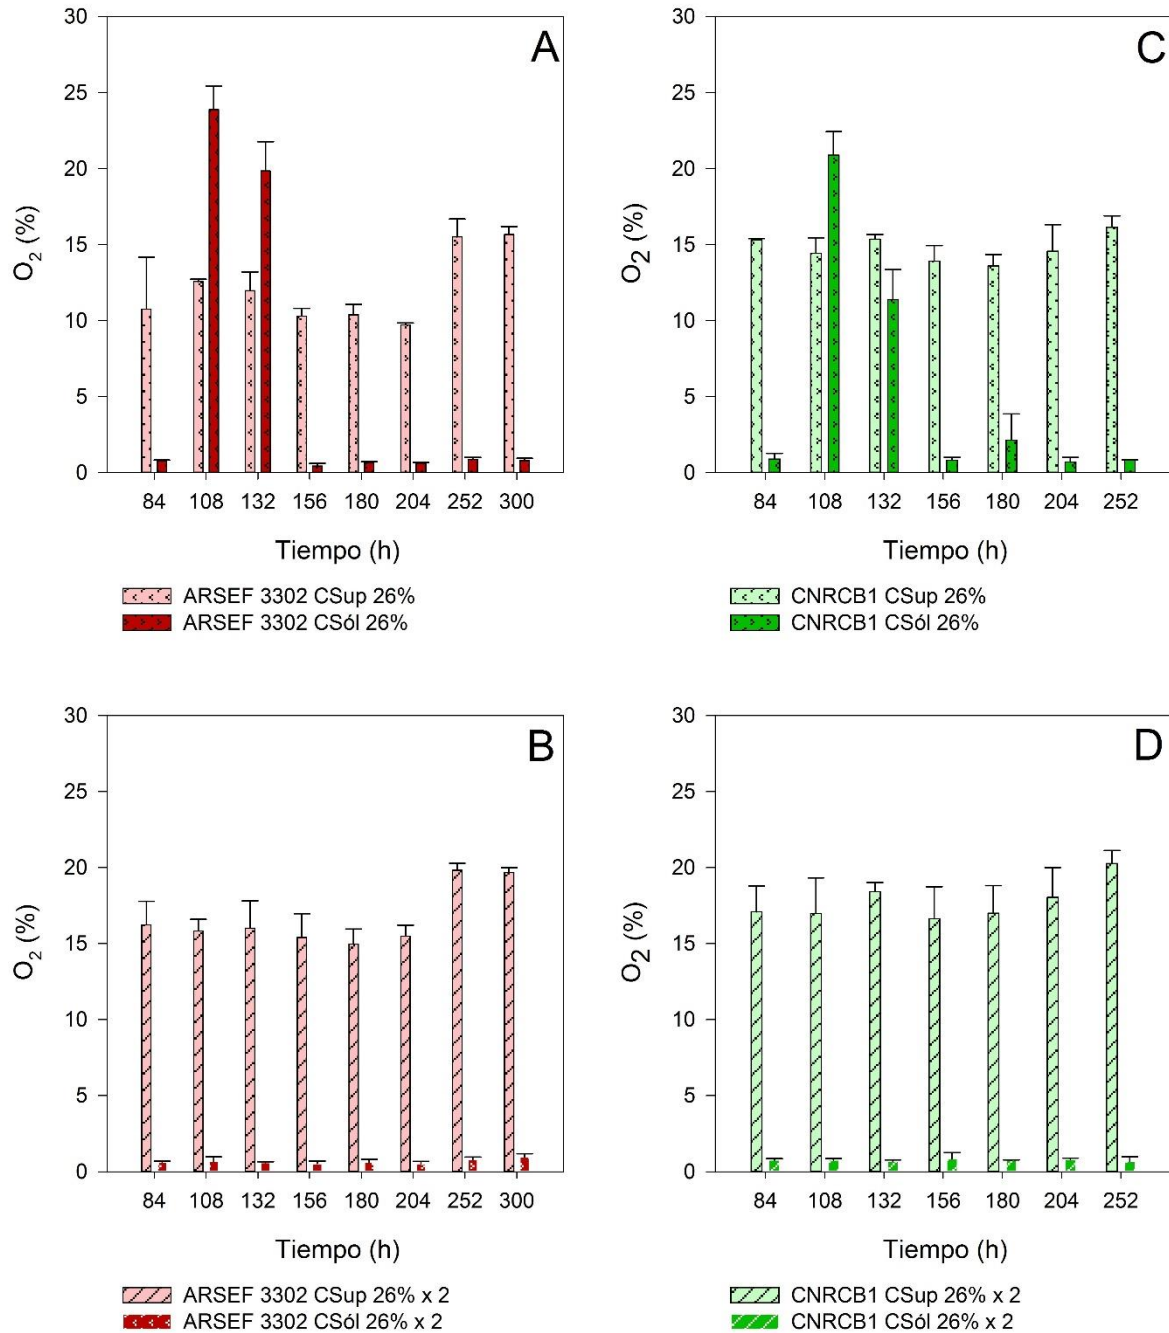 A
30
25
20
15
10
5
0
O2 (%)
84 108 132 156 180 204 252 300
Tiempo (h)
ARSEF 3302 CSup 26%
ARSEF 3302 CSól 26%
C
30
25
20
15
10
5
0
O2 (%)
84 108 132 156 180 204 252
Tiempo (h)
CNRCB1 CSup 26%
CNRCB1 CSól 26%
B
30
25
20
15
10
5
0
O2 (%)
84 108 132 156 180 204 252 300
Tiempo (h)
ARSEF 3302 CSup 26% x 2
ARSEF 3302 CSól 26% x 2
D
30
25
20
15
10
5
0
O2 (%)
84 108 132 156 180 204 252
Tiempo (h)
CNRCB1 CSup 26% x 2
CNRCB1 CSól 26% x 2